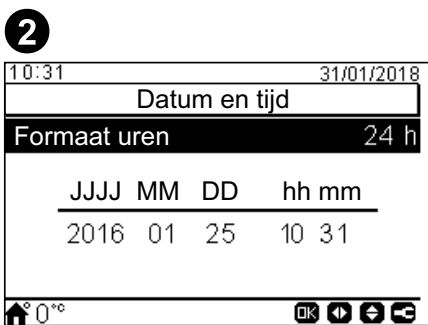 2
10:31 31/01/2018
Datum en tijd
Formaat uren 24 h
JJJJ MM DD hh mm
2016 01 25 10 31
0°C OK